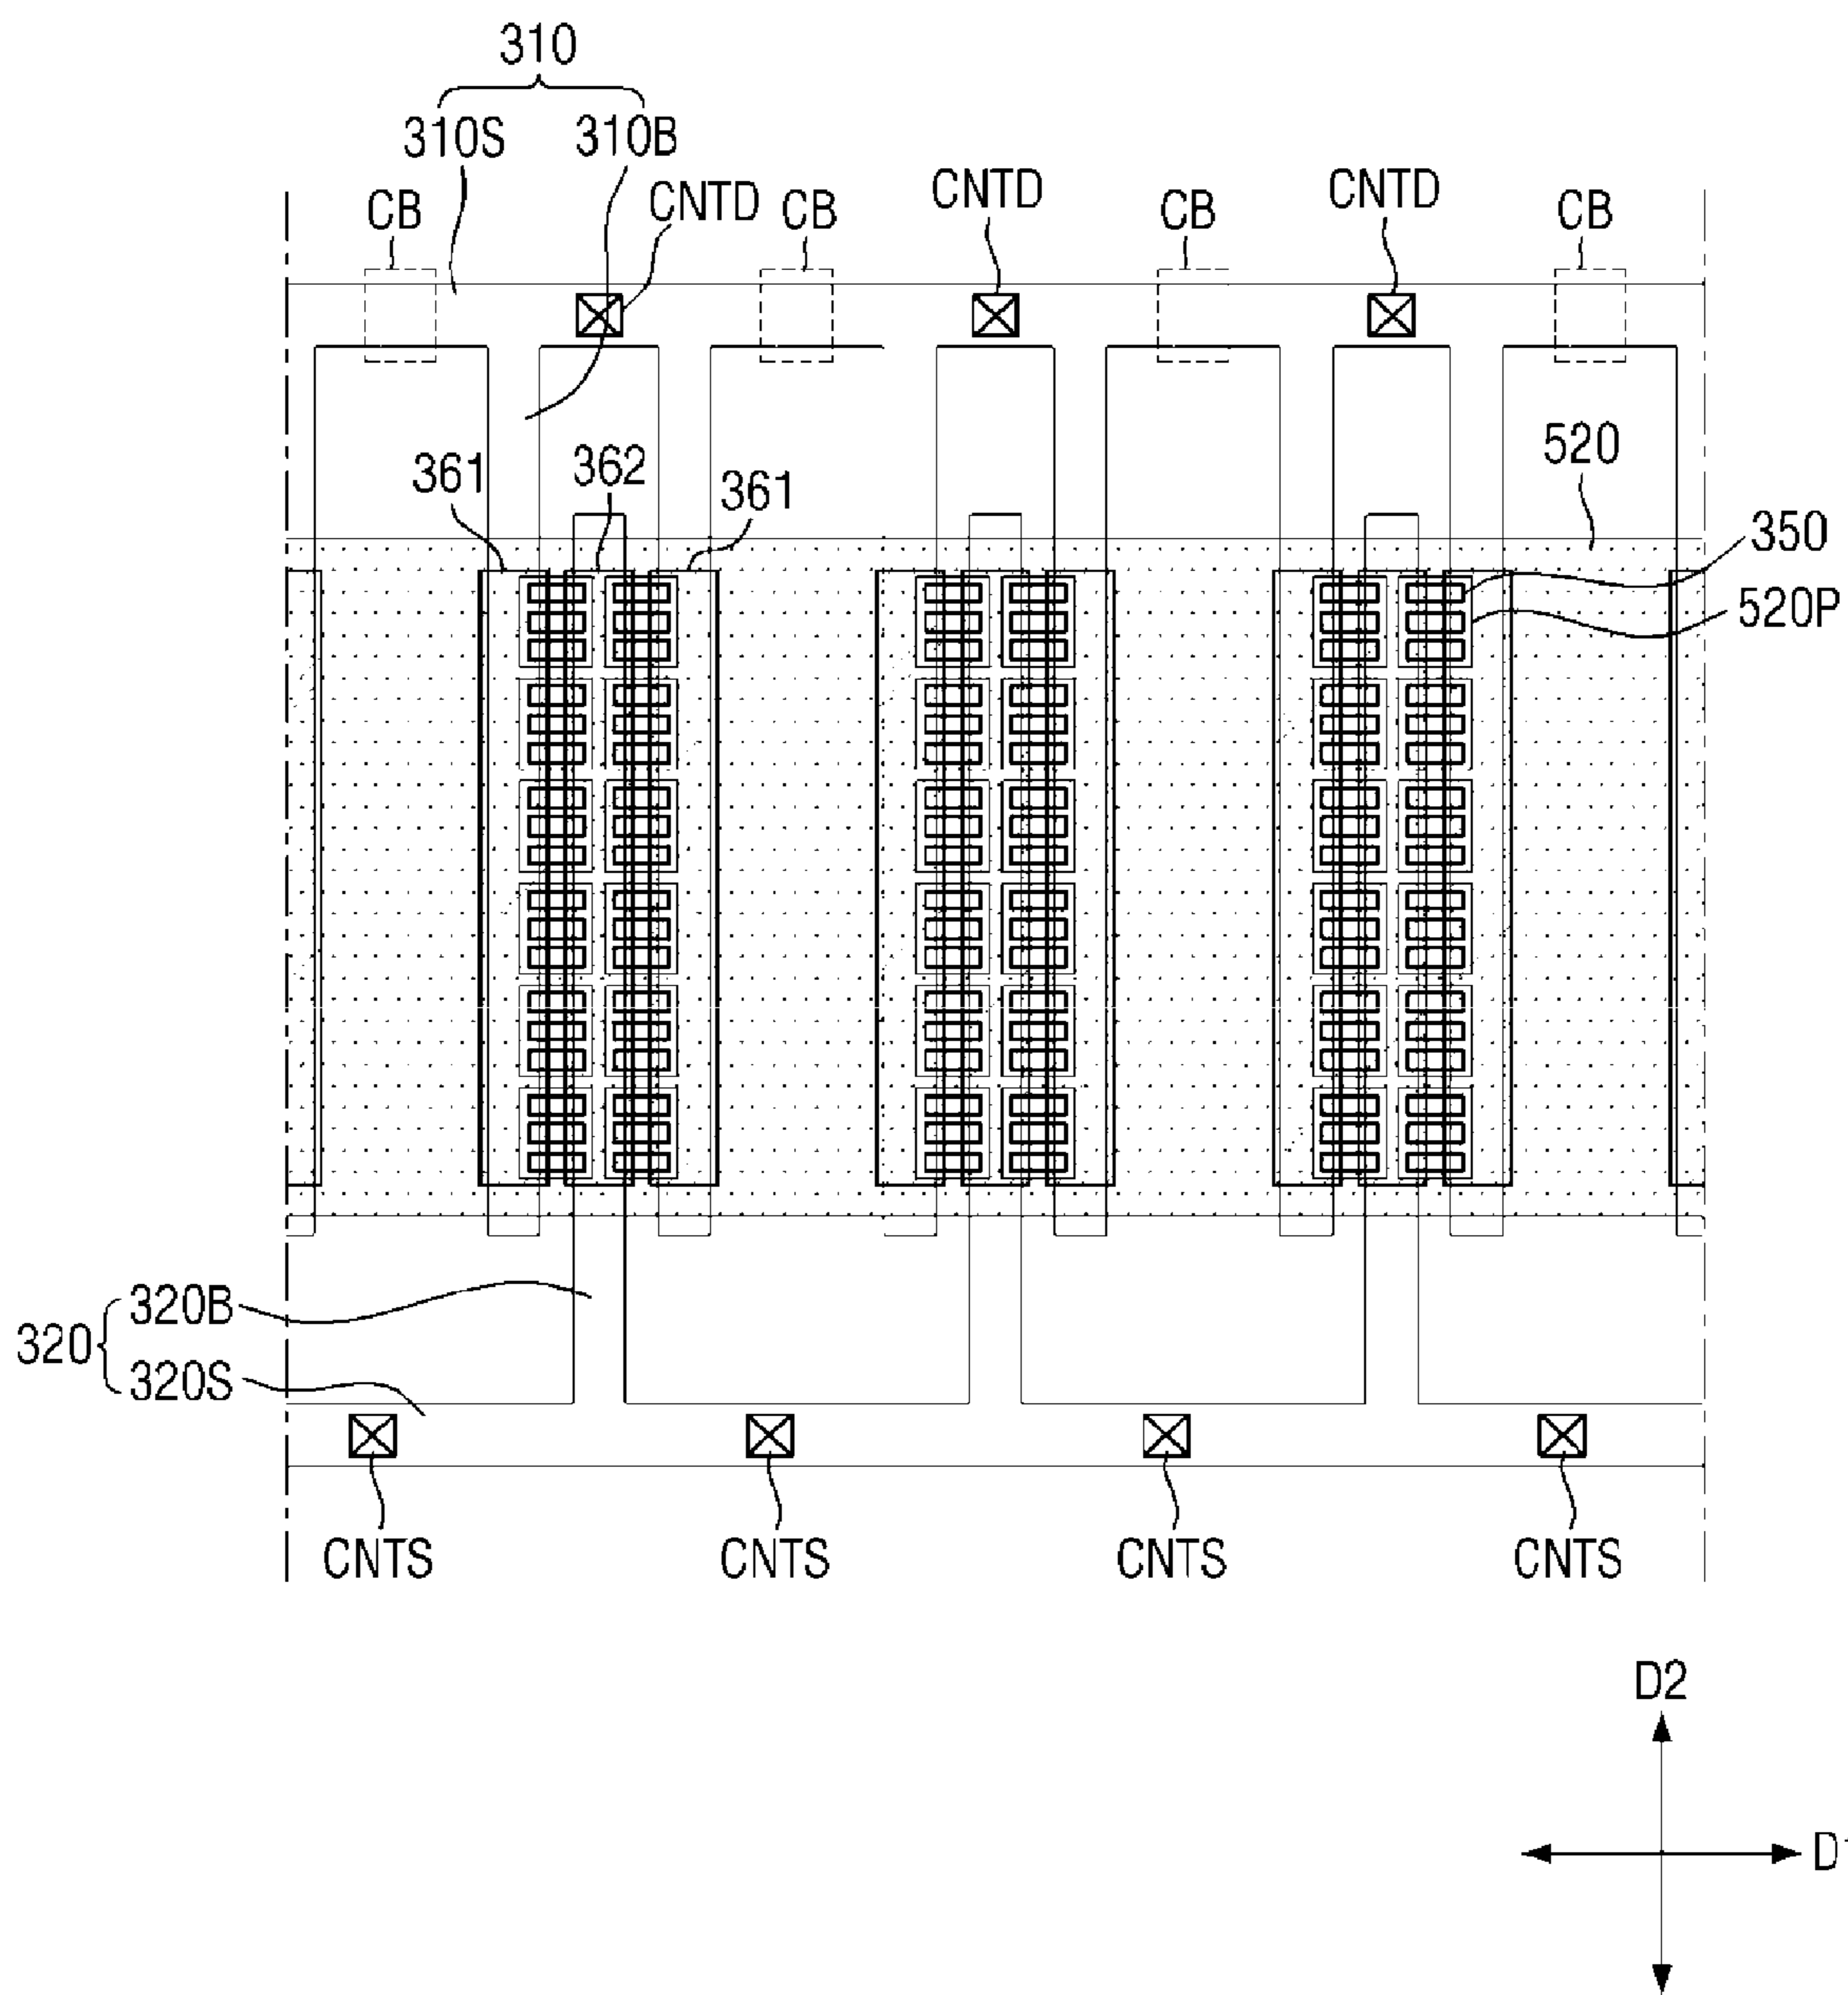 310
310S 310B
CB CNTD CB CNTD CB CNTD CB
361 362 361 520
350
520P
320B
320
320S
CNTS CNTS CNTS CNTS
D2
D1